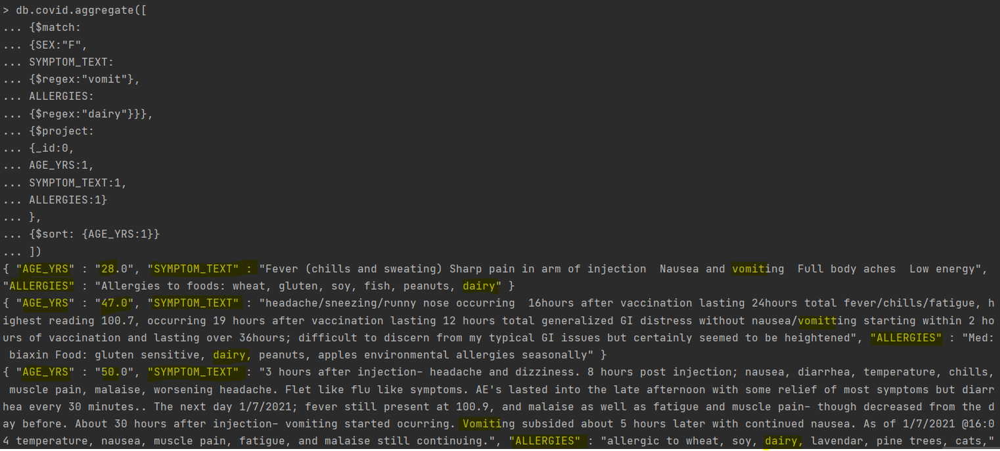 > db.covid.aggregate([
... {$match:
... {SEX:"F",
... SYMPTOM_TEXT:
... {$regex:"vomit"},
... ALLERGIES:
... {$regex:"dairy"}}},
... {$project:
... {_id:0,
... AGE_YRS:1,
... SYMPTOM_TEXT:1,
... ALLERGIES:1}
... },
... {$sort: {AGE_YRS:1}}
... ])
{ "AGE_YRS" : "28.0", "SYMPTOM_TEXT" : "Fever (chills and sweating) Sharp pain in arm of injection  Nausea and vomiting  Full body aches  Low energy",
"ALLERGIES" : "Allergies to foods: wheat, gluten, soy, fish, peanuts, dairy" }
{ "AGE_YRS" : "47.0", "SYMPTOM_TEXT" : "headache/sneezing/runny nose occurring  16hours after vaccination lasting 24hours total fever/chills/fatigue, h
ighest reading 100.7, occurring 19 hours after vaccination lasting 12 hours total generalized GI distress without nausea/vomitting starting within 2 ho
urs of vaccination and lasting over 36hours; difficult to discern from my typical GI issues but certainly seemed to be heightened", "ALLERGIES" : "Med:
 biaxin Food: gluten sensitive, dairy, peanuts, apples environmental allergies seasonally" }
{ "AGE_YRS" : "50.0", "SYMPTOM_TEXT" : "3 hours after injection- headache and dizziness. 8 hours post injection; nausea, diarrhea, temperature, chills,
 muscle pain, malaise, worsening headache. Flet like flu like symptoms. AE's lasted into the late afternoon with some relief of most symptoms but diarr
hea every 30 minutes.. The next day 1/7/2021; fever still present at 100.9, and malaise as well as fatigue and muscle pain- though decreased from the d
ay before. About 30 hours after injection- vomiting started ocurring. Vomiting subsided about 5 hours later with continued nausea. As of 1/7/2021 @16:0
4 temperature, nausea, muscle pain, fatigue, and malaise still continuing.", "ALLERGIES" : "allergic to wheat, soy, dairy, lavendar, pine trees, cats,"